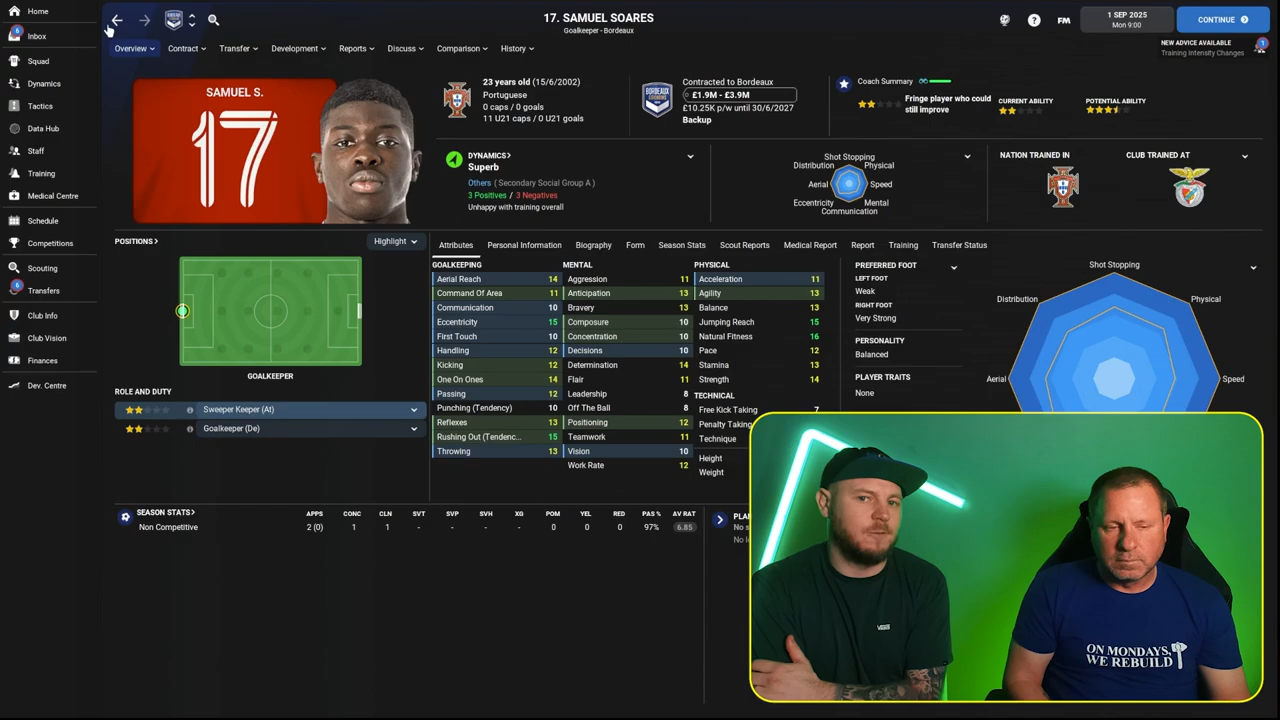 Home
Inbox
6
Squad
Dynamics
Tactics
Data Hub
Staff
Training
Medical Centre
Schedule
Competitions
Scouting
Transfers
6
Club Info
Club Vision
Finances
Dev. Centre
17. SAMUEL SOARES
Goalkeeper - Bordeaux
FM
1 SEP 2025
Mon 9:00
CONTINUE
Overview
Contract
Transfer
Development
Reports
Discuss
Comparison
History
NEW ADVICE AVAILABLE
Training Intensity Changes
1
SAMUEL S.
17
23 years old (15/6/2002)
Portuguese
0 caps / 0 goals
11 U21 caps / 0 U21 goals
Contracted to Bordeaux
£1.9M - £3.9M
£10.25K p/w until 30/6/2027
Backup
Coach Summary
Fringe player who could
still improve
CURRENT ABILITY
POTENTIAL ABILITY
DYNAMICS
Superb
Others ( Secondary Social Group A )
3 Positives / 3 Negatives
Unhappy with training overall
Shot Stopping
Distribution
Physical
Aerial
Speed
Eccentricity
Mental
Communication
NATION TRAINED IN
CLUB TRAINED AT
POSITIONS
Highlight
GOALKEEPER
ROLE AND DUTY
Sweeper Keeper (At)
Goalkeeper (De)
Attributes
Personal Information
Biography
Form
Season Stats
Scout Reports
Medical Report
Report
Training
Transfer Status
GOALKEEPING
Aerial Reach 14
Command Of Area 11
Communication 10
Eccentricity 15
First Touch 10
Handling 12
Kicking 12
One On Ones 14
Passing 12
Punching (Tendency) 10
Reflexes 13
Rushing Out (Tendenc... 15
Throwing 13
MENTAL
Aggression 11
Anticipation 13
Bravery 13
Composure 10
Concentration 10
Decisions 10
Determination 14
Flair 11
Leadership 8
Off The Ball 8
Positioning 12
Teamwork 11
Vision 10
Work Rate 12
PHYSICAL
Acceleration 11
Agility 13
Balance 13
Jumping Reach 15
Natural Fitness 16
Pace 12
Stamina 13
Strength 14
TECHNICAL
Free Kick Taking 7
Penalty Taking
Technique
Height
Weight
PREFERRED FOOT
LEFT FOOT
Weak
RIGHT FOOT
Very Strong
PERSONALITY
Balanced
PLAYER TRAITS
None
Shot Stopping
Distribution
Physical
Aerial
Speed
SEASON STATS
APPS CONC CLN SVT SVP SVH XG POM YEL RED PAS % AV RAT
Non Competitive 2 (0) 1 1 - - - - 0 0 0 97% 6.85
VANS
ON MONDAYS,
WE REBUILD